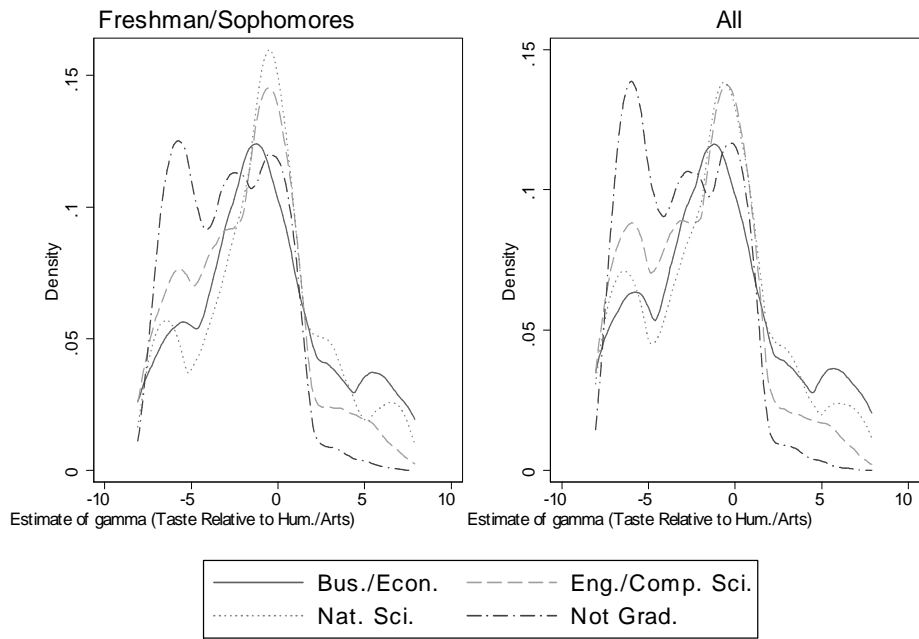 Freshman/Sophomores
All
.15
.1
.05
0
Density
-10
-5
0
5
10
Estimate of gamma (Taste Relative to Hum./Arts)
.15
.1
.05
0
Density
-10
-5
0
5
10
Estimate of gamma (Taste Relative to Hum./Arts)
Bus./Econ.
Eng./Comp. Sci.
Nat. Sci.
Not Grad.